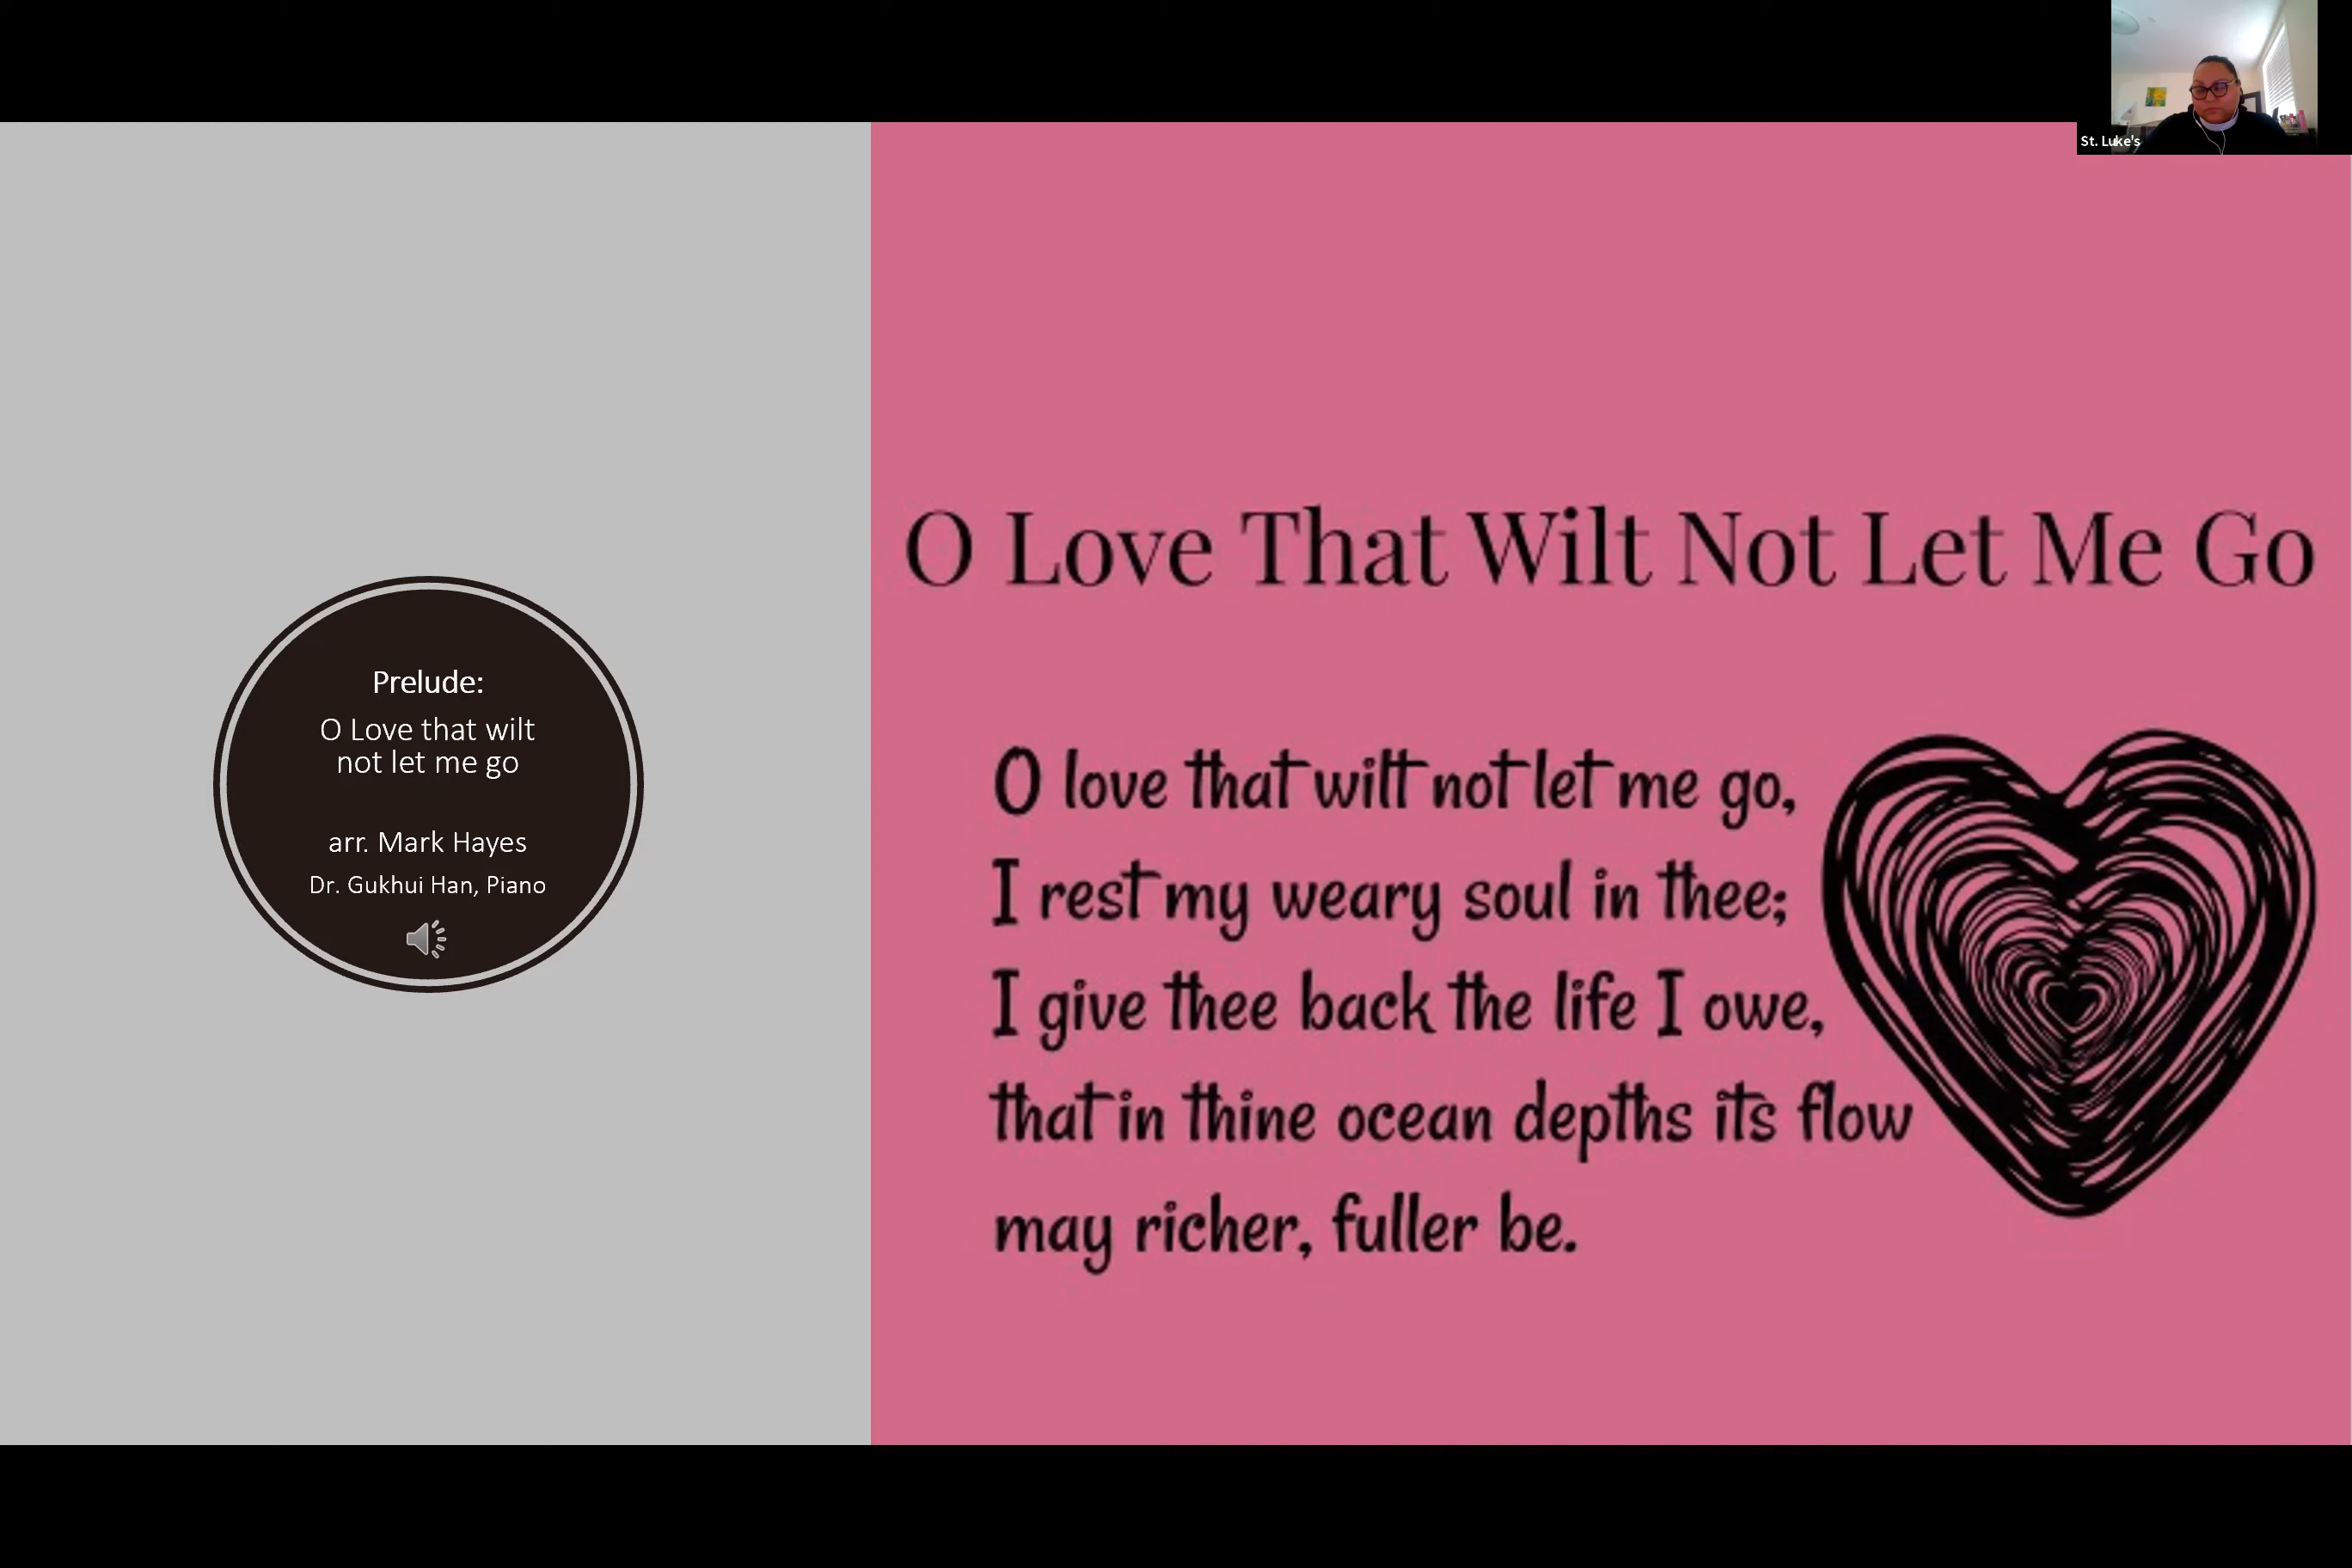 St. Luke's
Prelude:
O Love that wilt
not let me go
arr. Mark Hayes
Dr. Gukhui Han, Piano
O Love That Wilt Not Let Me Go
O love that wilt not let me go,
I rest my weary soul in thee;
I give thee back the life I owe,
that in thine ocean depths its flow
may richer, fuller be.